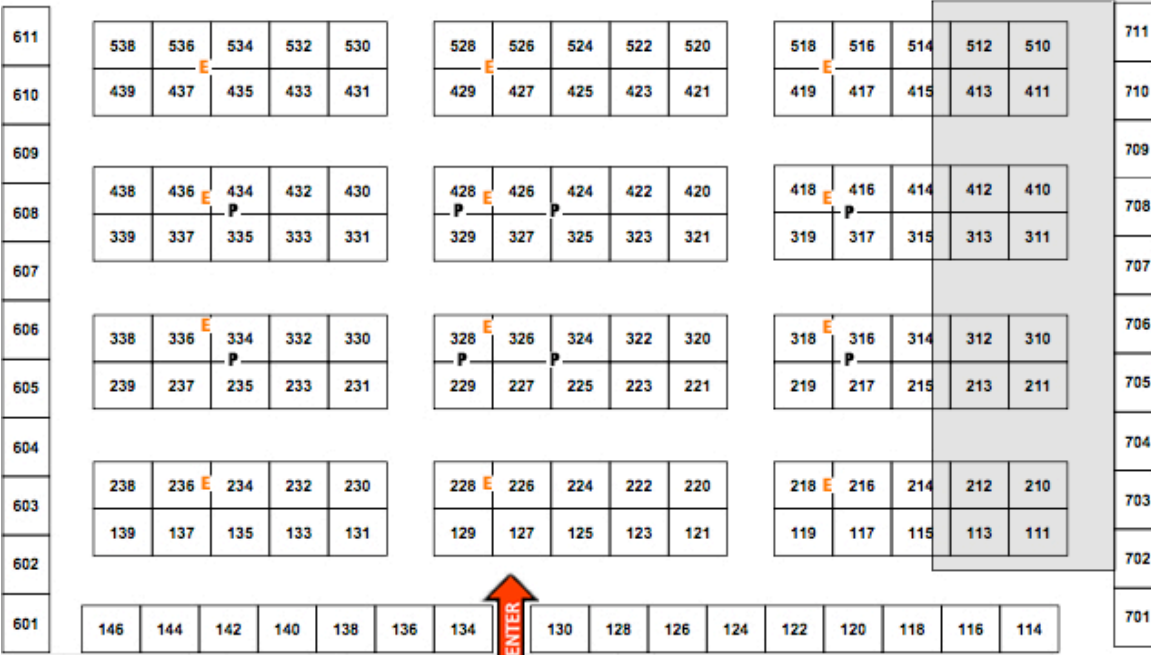 611 538 536 534 532 530 528 526 524 522 520 518 516 514 512 510 711
E E E
610 439 437 435 433 431 429 427 425 423 421 419 417 415 413 411 710
609 709
438 436 E 434 432 430 428 E 426 424 422 420 418 E 416 414 412 410
608 P P P P 708
339 337 335 333 331 329 327 325 323 321 319 317 315 313 311
607 707
606 338 336 E 334 332 330 328 E 326 324 322 320 318 E 316 314 312 310 706
P P P P
605 239 237 235 233 231 229 227 225 223 221 219 217 215 213 211 705
604 704
238 236 E 234 232 230 228 E 226 224 222 220 218 E 216 214 212 210
603 703
139 137 135 133 131 129 127 125 123 121 119 117 115 113 111
602 702
601 146 144 142 140 138 136 134 ENTER 130 128 126 124 122 120 118 116 114 701